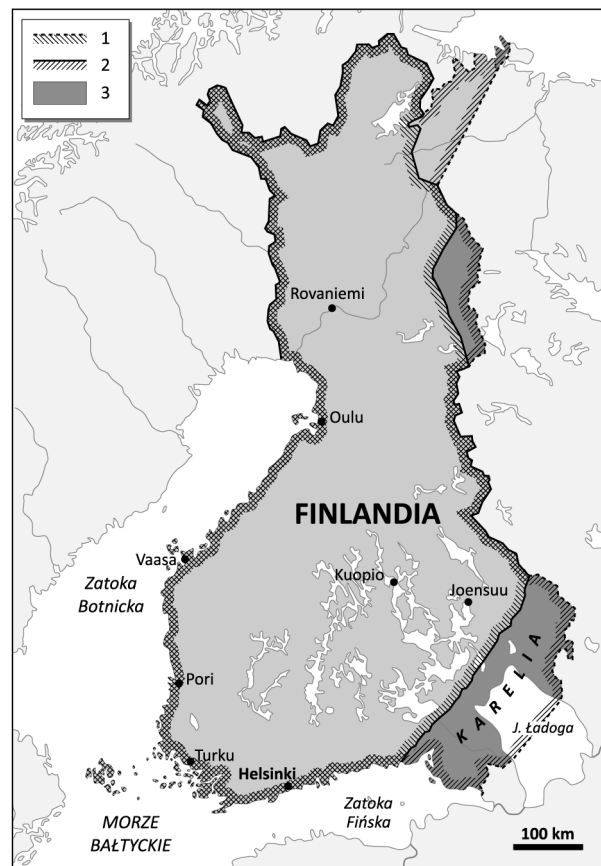 1
2
3
Rovaniemi
Oulu
FINLANDIA
Vaasa
Kuopio
Joensuu
Zatoka
Botnicka
KARELIA
Pori
J. Ładoga
Turku
Helsinki
Zatoka
Fińska
MORZE
BAŁTYCKIE
100 km